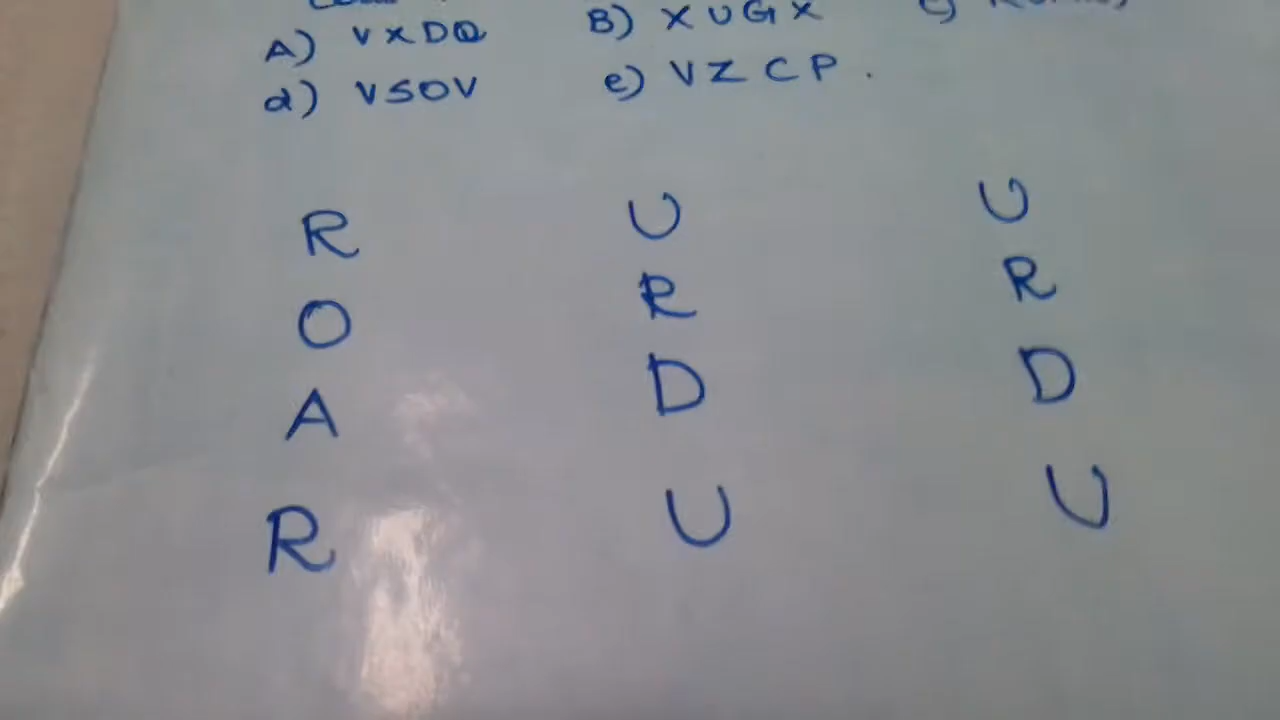 A) VXDQ B) XUGX c)
d) VSOV e) VZCP.
R U U
O R R
A D D
R U U